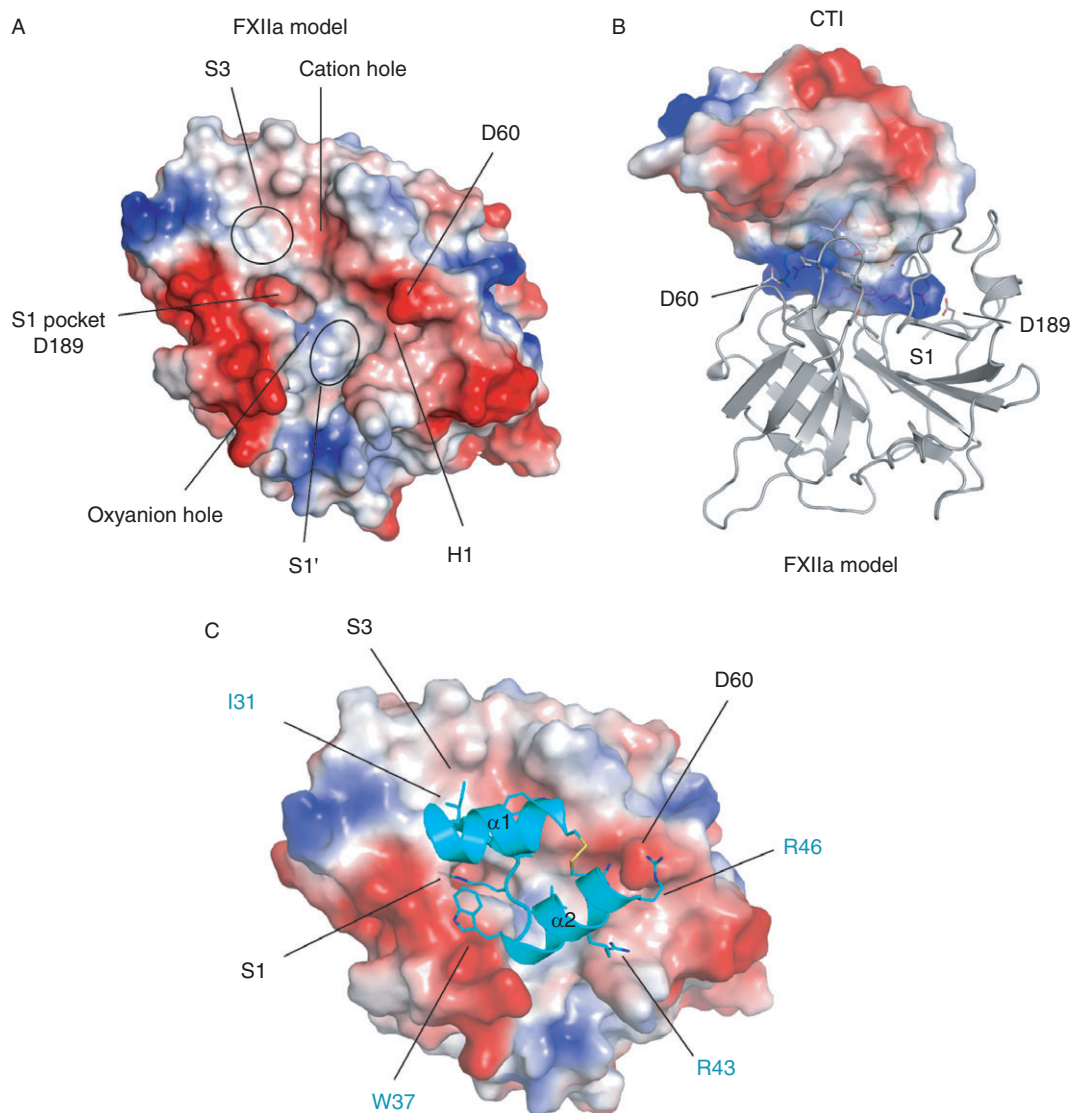 A
FXIIa model
S3
Cation hole
D60
S1 pocket
D189
Oxyanion hole
S1'
H1
B
CTI
D60
D189
S1
FXIIa model
C
S3
I31
D60
α1
R46
α2
S1
R43
W37